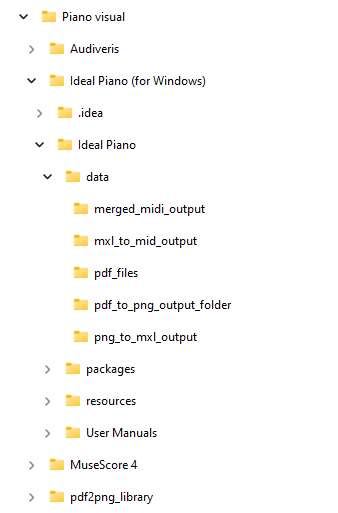 Piano visual
Audiveris
Ideal Piano (for Windows)
.idea
Ideal Piano
data
merged_midi_output
mxl_to_mid_output
pdf_files
pdf_to_png_output_folder
png_to_mxl_output
packages
resources
User Manuals
MuseScore 4
pdf2png_library